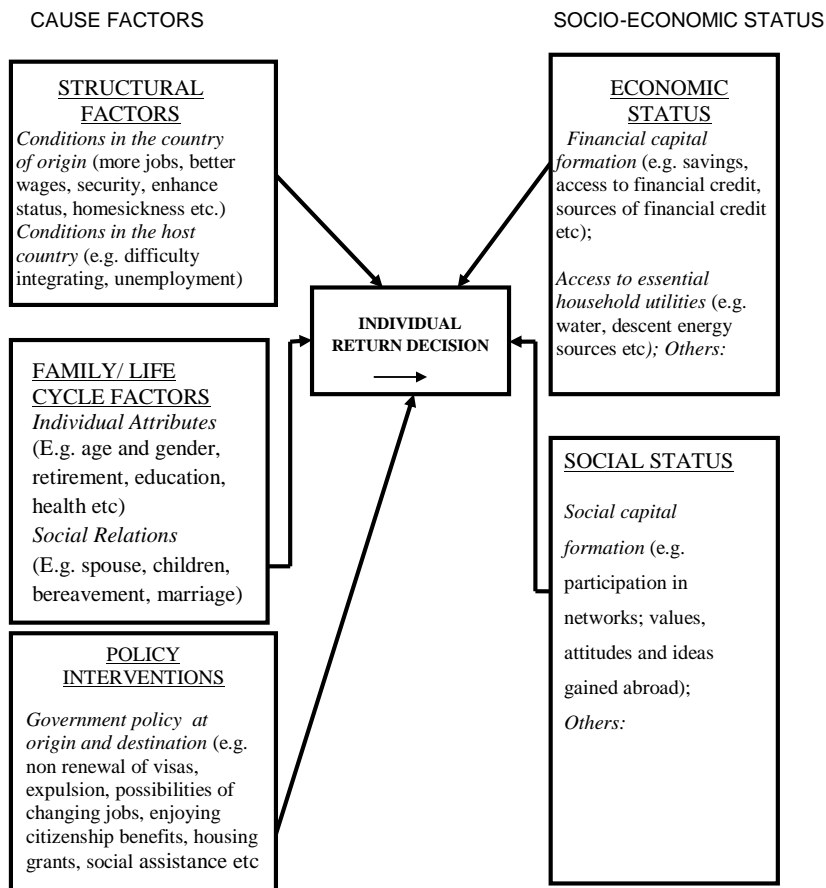 CAUSE FACTORS
SOCIO-ECONOMIC STATUS
STRUCTURAL
FACTORS
Conditions in the country
of origin (more jobs, better
wages, security, enhance
status, homesickness etc.)
Conditions in the host
country (e.g. difficulty
integrating, unemployment)
FAMILY/ LIFE
CYCLE FACTORS
Individual Attributes
(E.g. age and gender,
retirement, education,
health etc)
Social Relations
(E.g. spouse, children,
bereavement, marriage)
POLICY
INTERVENTIONS
Government policy at
origin and destination (e.g.
non renewal of visas,
expulsion, possibilities of
changing jobs, enjoying
citizenship benefits, housing
grants, social assistance etc
INDIVIDUAL
RETURN DECISION
ECONOMIC
STATUS
Financial capital
formation (e.g. savings,
access to financial credit,
sources of financial credit
etc);
Access to essential
household utilities (e.g.
water, descent energy
sources etc); Others:
SOCIAL STATUS
Social capital
formation (e.g.
participation in
networks; values,
attitudes and ideas
gained abroad);
Others: